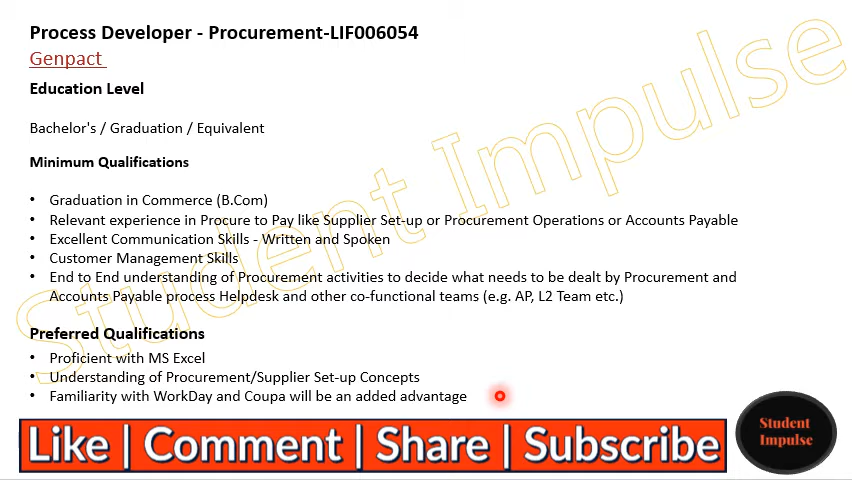 Process Developer - Procurement-LIF006054
Genpact
Education Level
Bachelor's / Graduation / Equivalent
Minimum Qualifications
• Graduation in Commerce (B.Com)
• Relevant experience in Procure to Pay like Supplier Set-up or Procurement Operations or Accounts Payable
• Excellent Communication Skills - Written and Spoken
• Customer Management Skills
• End to End understanding of Procurement activities to decide what needs to be dealt by Procurement and
Accounts Payable process Helpdesk and other co-functional teams (e.g. AP, L2 Team etc.)
Preferred Qualifications
• Proficient with MS Excel
• Understanding of Procurement/Supplier Set-up Concepts
• Familiarity with WorkDay and Coupa will be an added advantage
Student Impulse
Like | Comment | Share | Subscribe
Student
Impulse